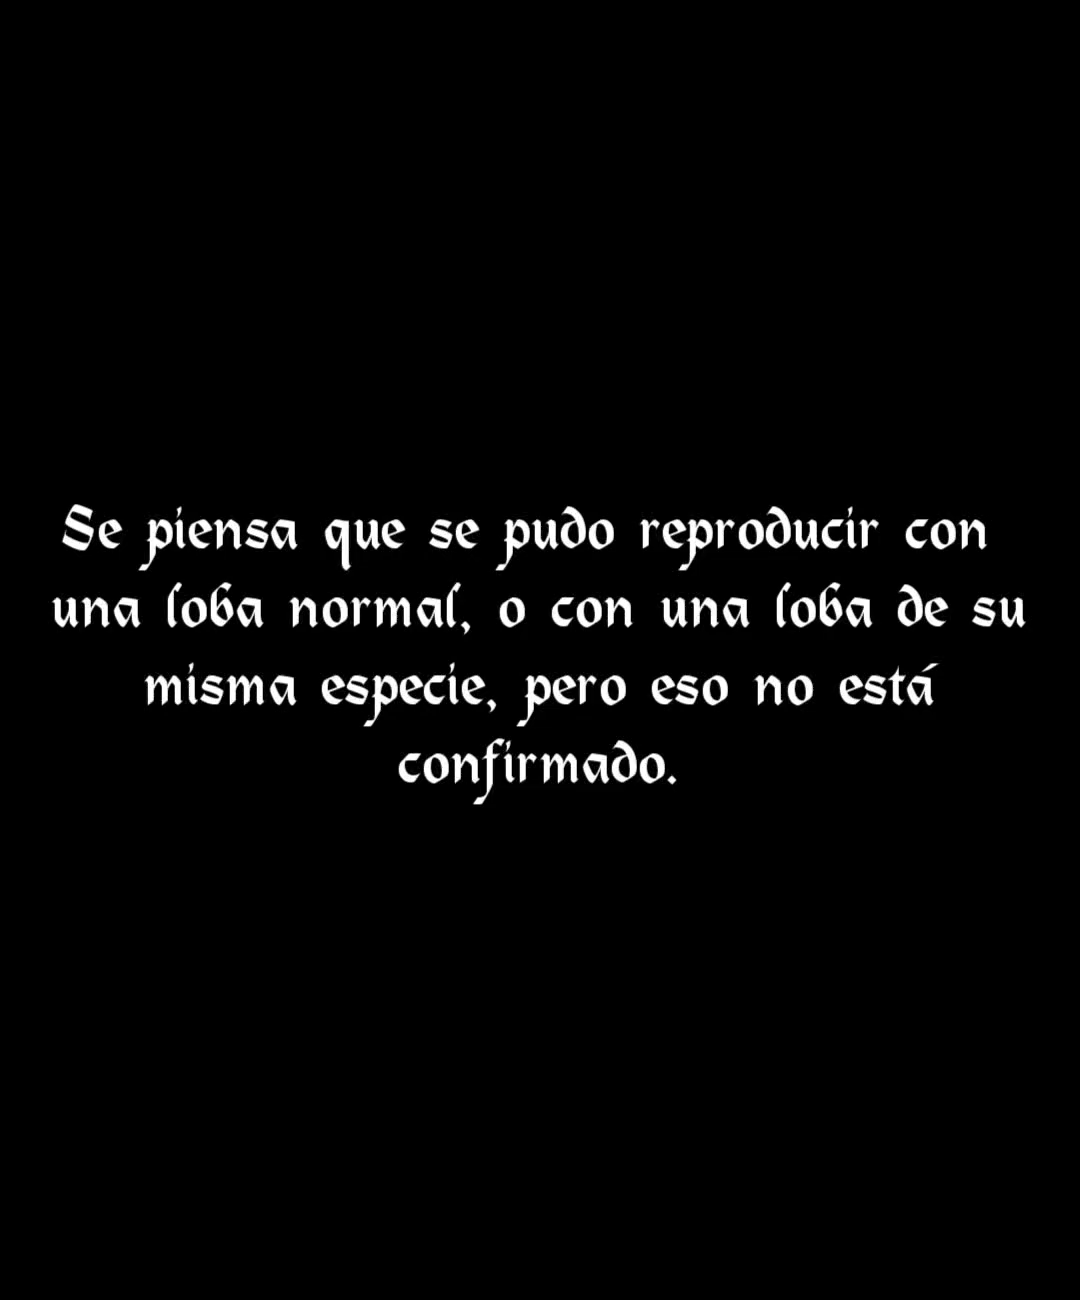 Se piensa que se pudo reproducir con
una loba normal, o con una loba de su
misma especie, pero eso no está
confirmado.